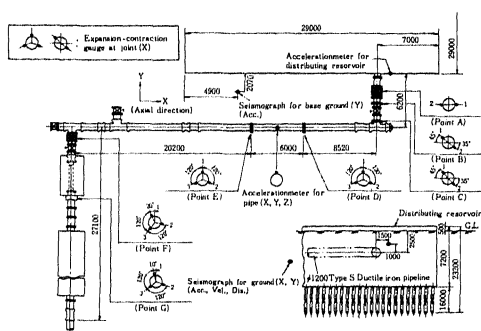 Expansion-contraction
gauge at joint (X)
29000
7000
Accelerationmeter for
distributing reservoir
29000
Y
X
(Axial direction)
4900
2070
Seismograph for base ground (Y)
(Acc.)
6200
2
1
(Point A)
(Point B)
(Point C)
20200
6000
8520
(Point E)
Accelerationmeter for
pipe (X, Y, Z)
(Point D)
27100
(Point F)
(Point G)
Seismograph for ground (X, Y)
(Acc., Vel., Dis.)
Distributing reservoir
G.L
500
1500
1000
2500
7200
16000
23300
φ1200 Type S Ductile iron pipeline